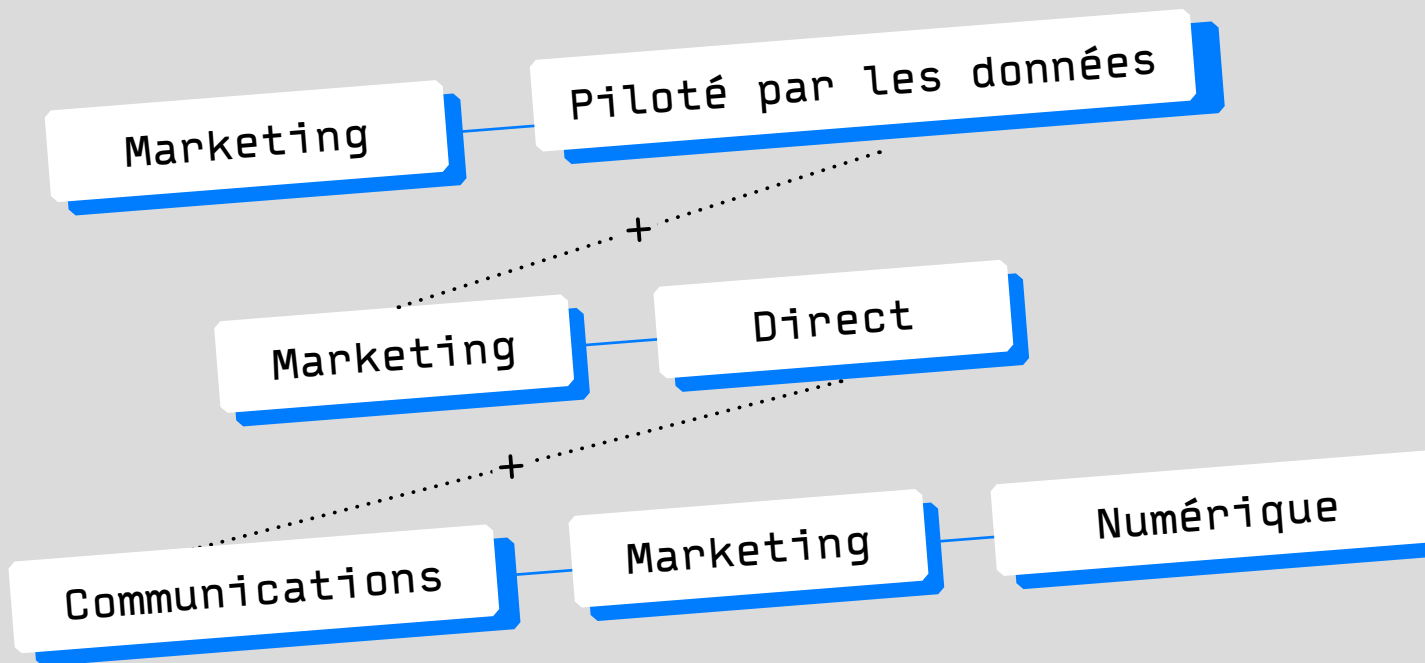 Marketing Piloté par les données
+
Marketing Direct
+
Communications Marketing Numérique